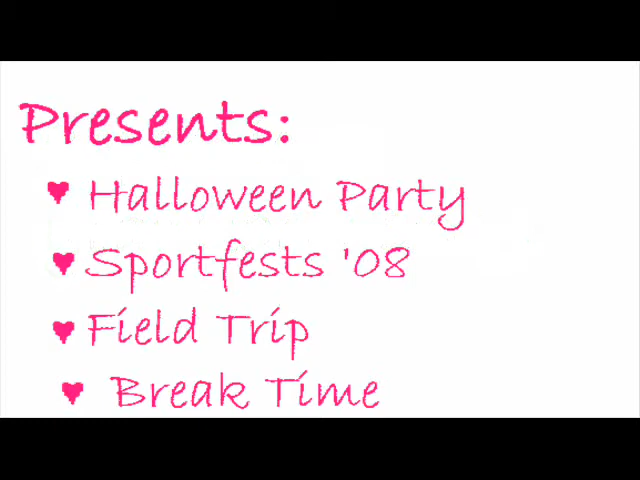 Presents:
♥ Halloween Party
♥ Sportfests '08
♥ Field Trip
♥ Break Time